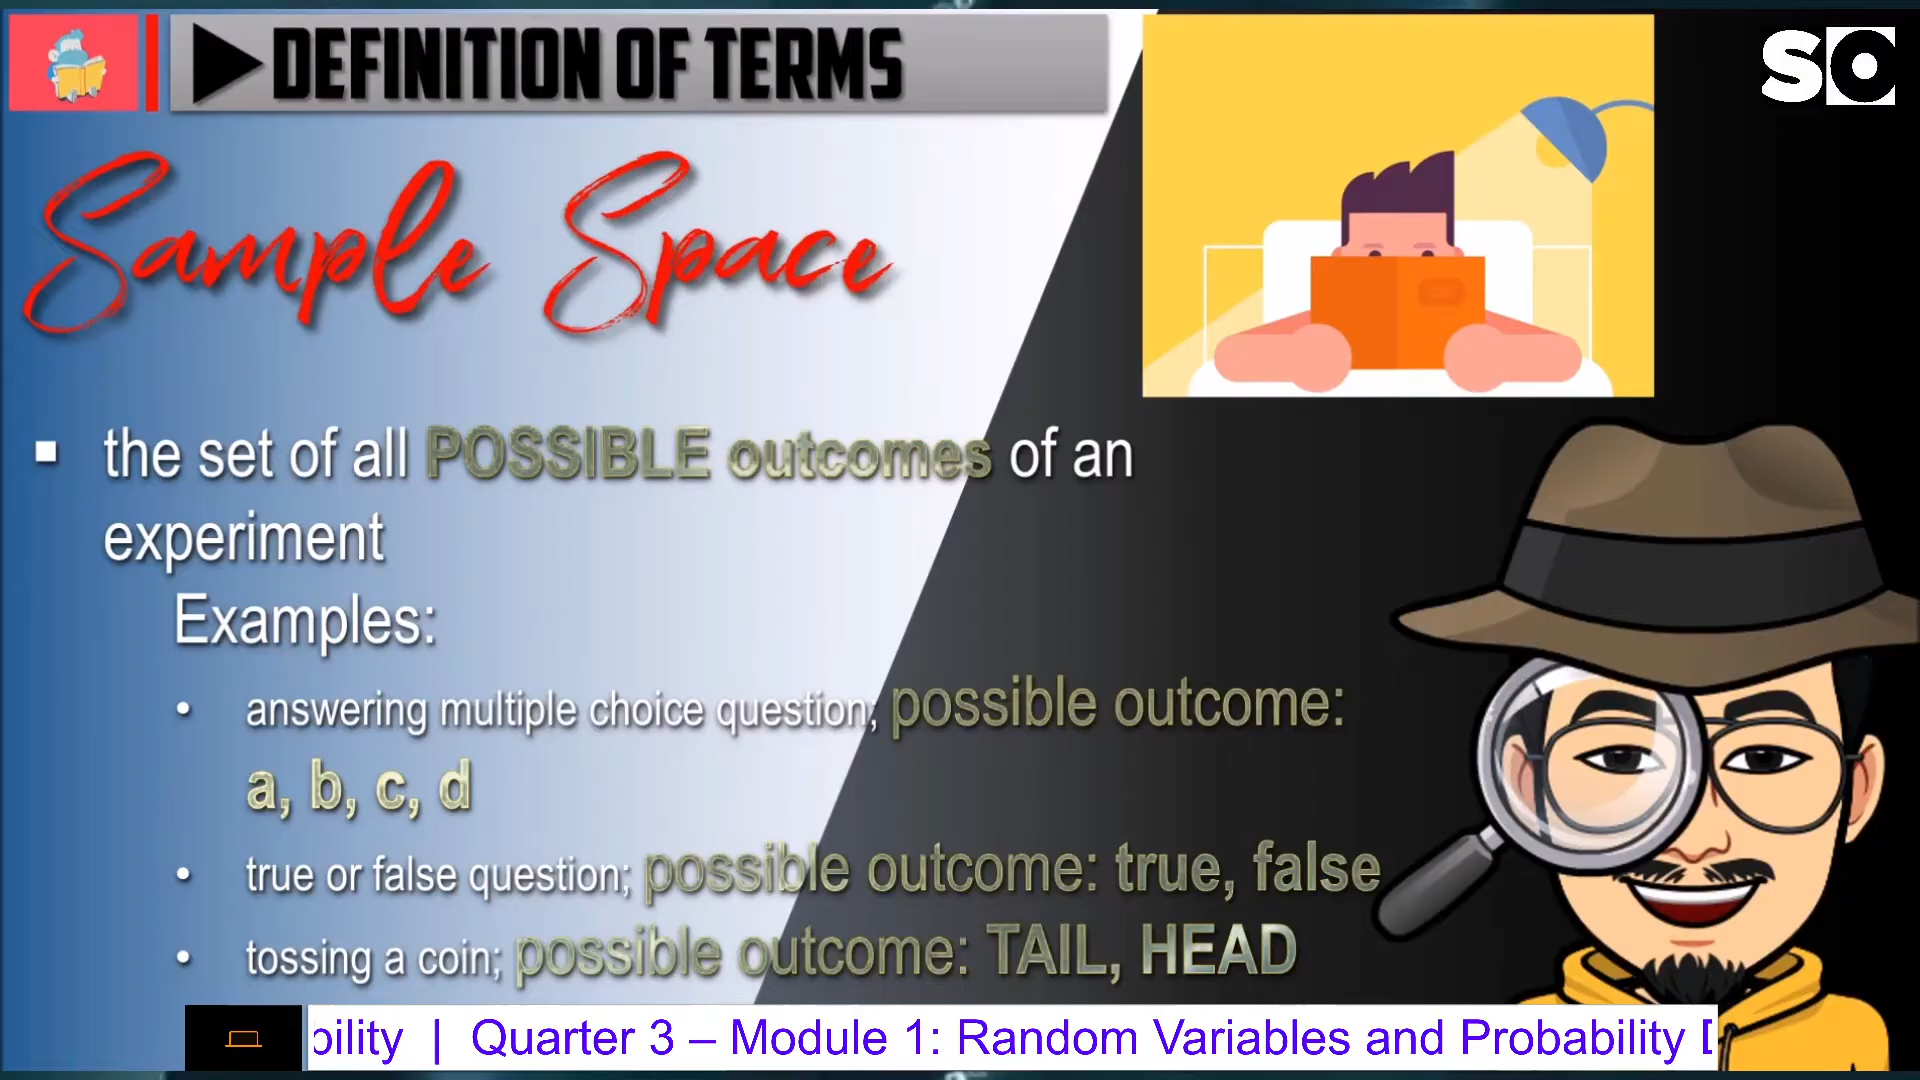 DEFINITION OF TERMS
SC
Sample Space
▪ the set of all POSSIBLE outcomes of an
experiment
Examples:
• answering multiple choice question; possible outcome:
a, b, c, d
• true or false question; possible outcome: true, false
• tossing a coin; possible outcome: TAIL, HEAD
bility | Quarter 3 – Module 1: Random Variables and Probability D